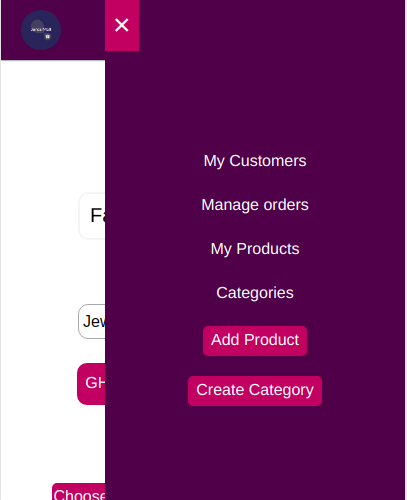 ✕
My Customers
Manage orders
My Products
Fa
Categories
Jew
Add Product
GH
Create Category
Choose